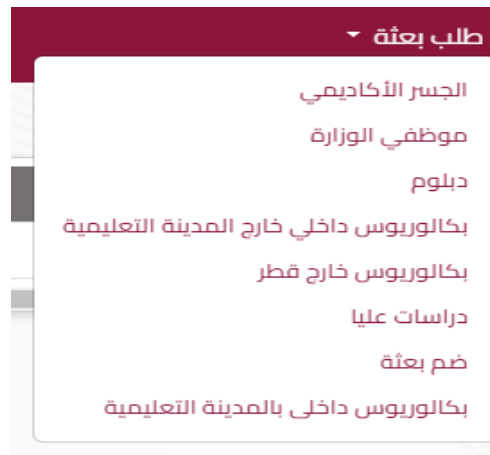 طلب بعثة
الجسر الأكاديمي
موظفي الوزارة
دبلوم
بكالوريوس داخلي خارج المدينة التعليمية
بكالوريوس خارج قطر
دراسات عليا
ضم بعثة
بكالوريوس داخلى بالمدينة التعليمية